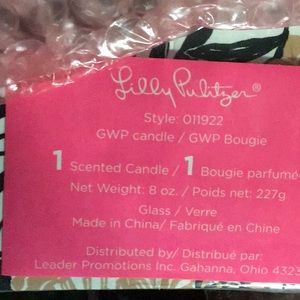 Lilly Pulitzer®
Style: 011922
GWP candle / GWP Bougie
1 Scented Candle / 1 Bougie parfumée
Net Weight: 8 oz. / Poids net: 227g
Glass / Verre
Made in China/ Fabriqué en Chine
Distributed by/ Distribué par:
Leader Promotions Inc. Gahanna, Ohio 4323